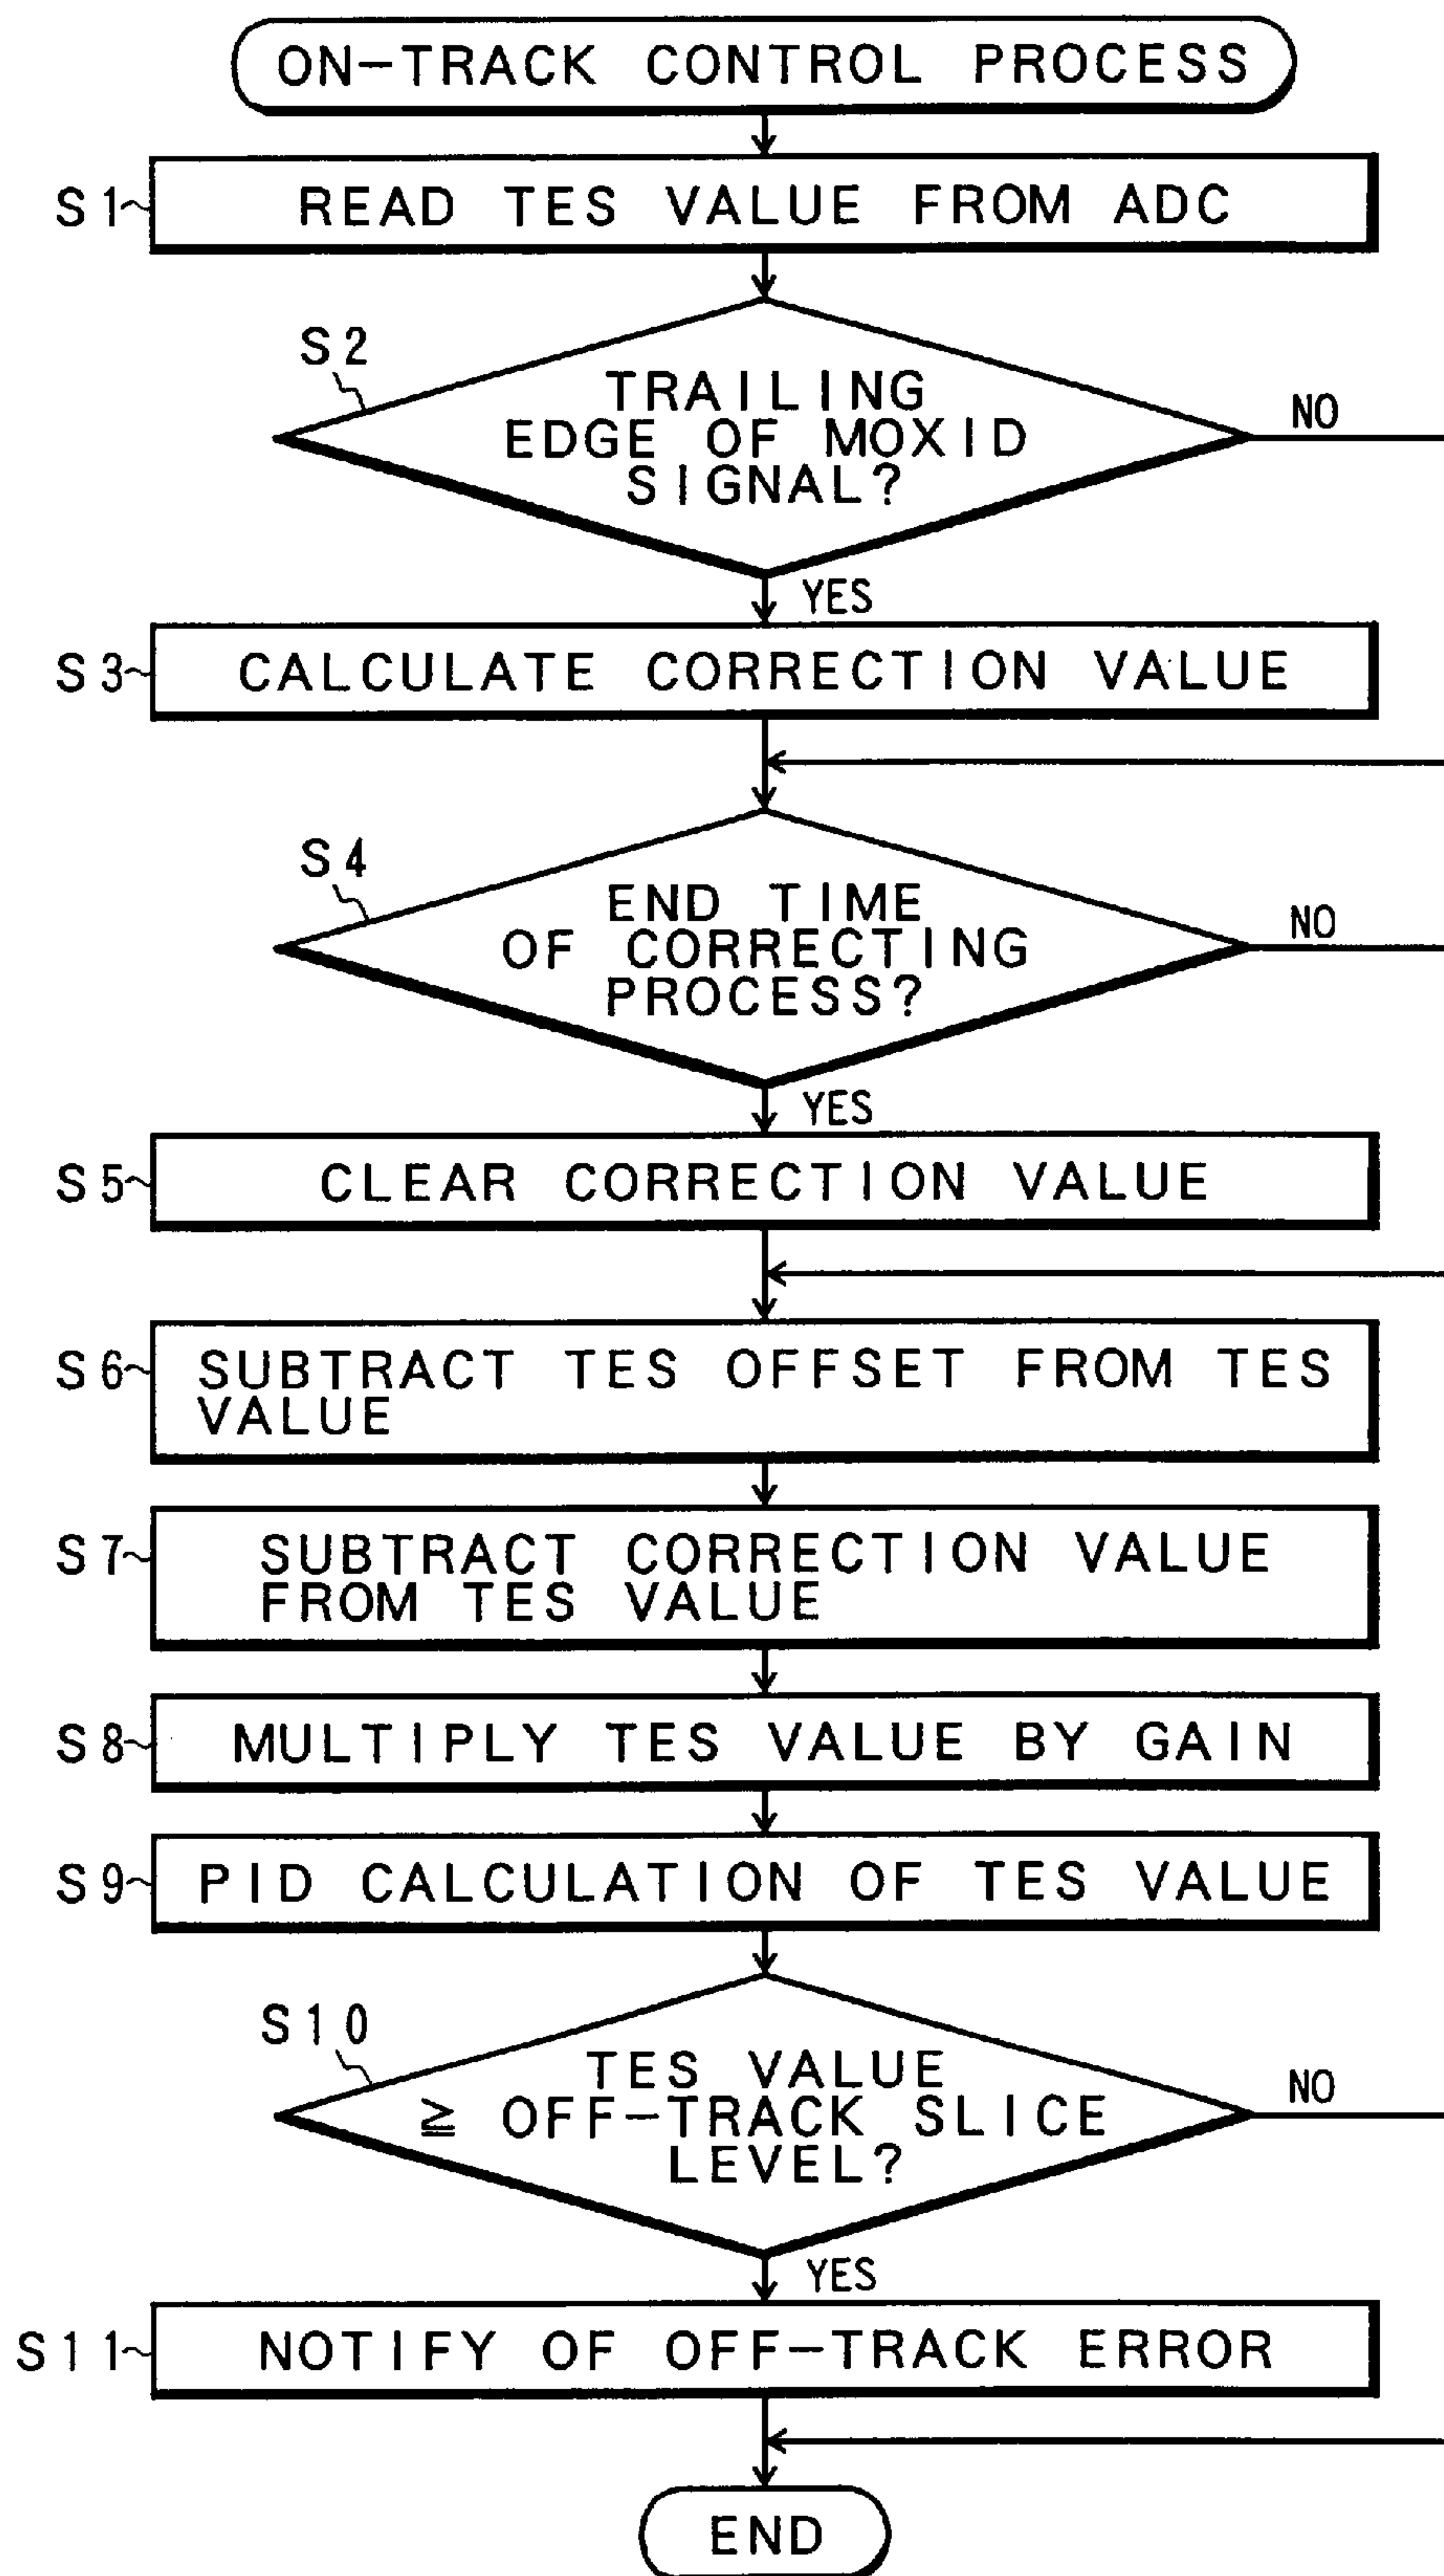 ON-TRACK CONTROL PROCESS
S1
READ TES VALUE FROM ADC
S2
TRAILING
EDGE OF MOXID
SIGNAL?
NO
YES
S3
CALCULATE CORRECTION VALUE
S4
END TIME
OF CORRECTING
PROCESS?
NO
YES
S5
CLEAR CORRECTION VALUE
S6
SUBTRACT TES OFFSET FROM TES
VALUE
S7
SUBTRACT CORRECTION VALUE
FROM TES VALUE
S8
MULTIPLY TES VALUE BY GAIN
S9
PID CALCULATION OF TES VALUE
S10
TES VALUE
≧ OFF-TRACK SLICE
LEVEL?
NO
YES
S11
NOTIFY OF OFF-TRACK ERROR
END